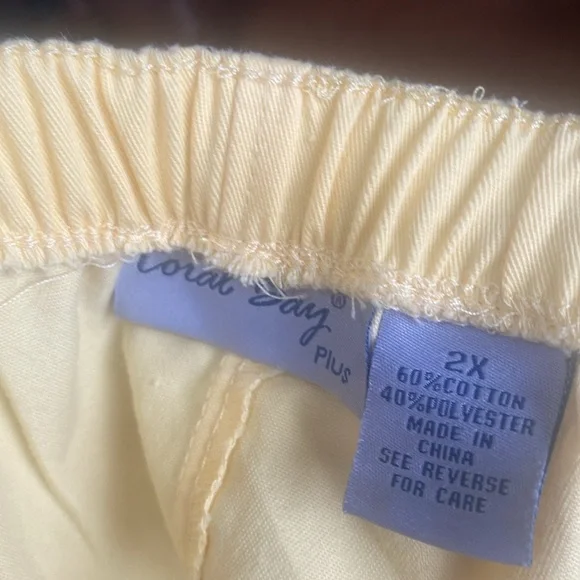 Coral Bay®
PLUS
2X
60%COTTON
40%POLYESTER
MADE IN
CHINA
SEE REVERSE
FOR CARE